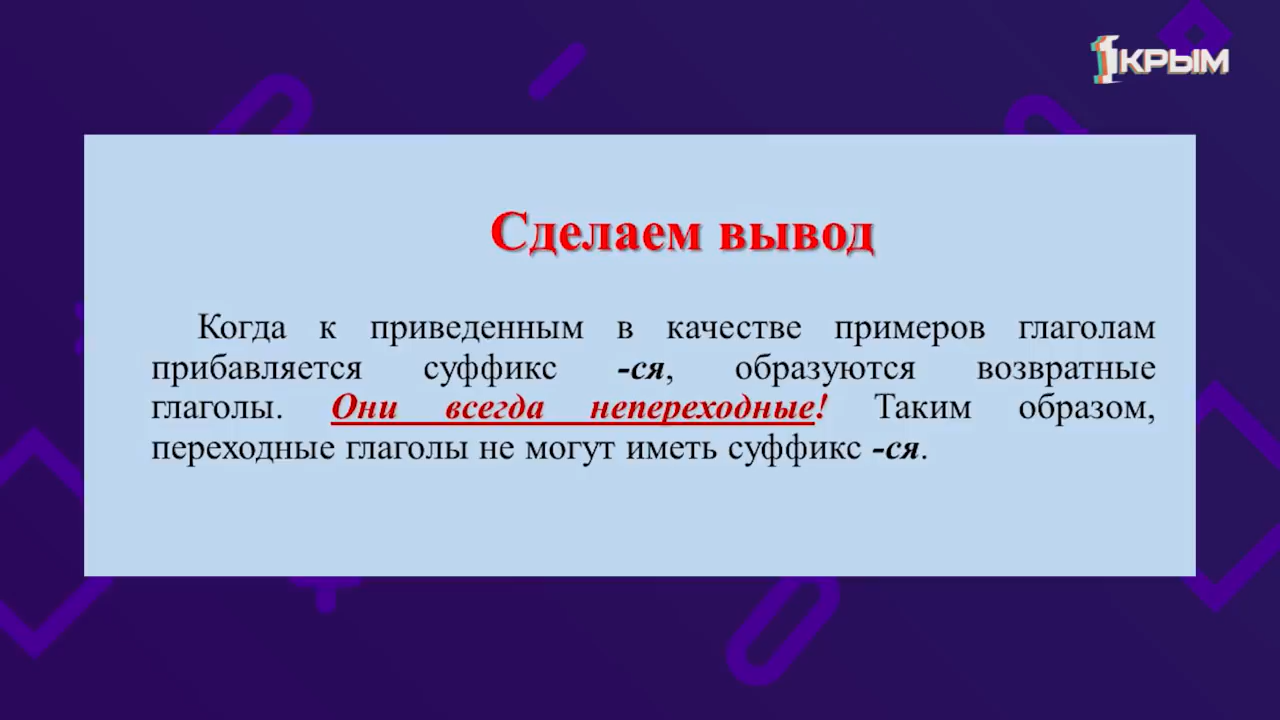 1КРЫМ
Сделаем вывод
Когда к приведенным в качестве примеров глаголам
прибавляется суффикс -ся, образуются возвратные
глаголы. Они всегда непереходные! Таким образом,
переходные глаголы не могут иметь суффикс -ся.